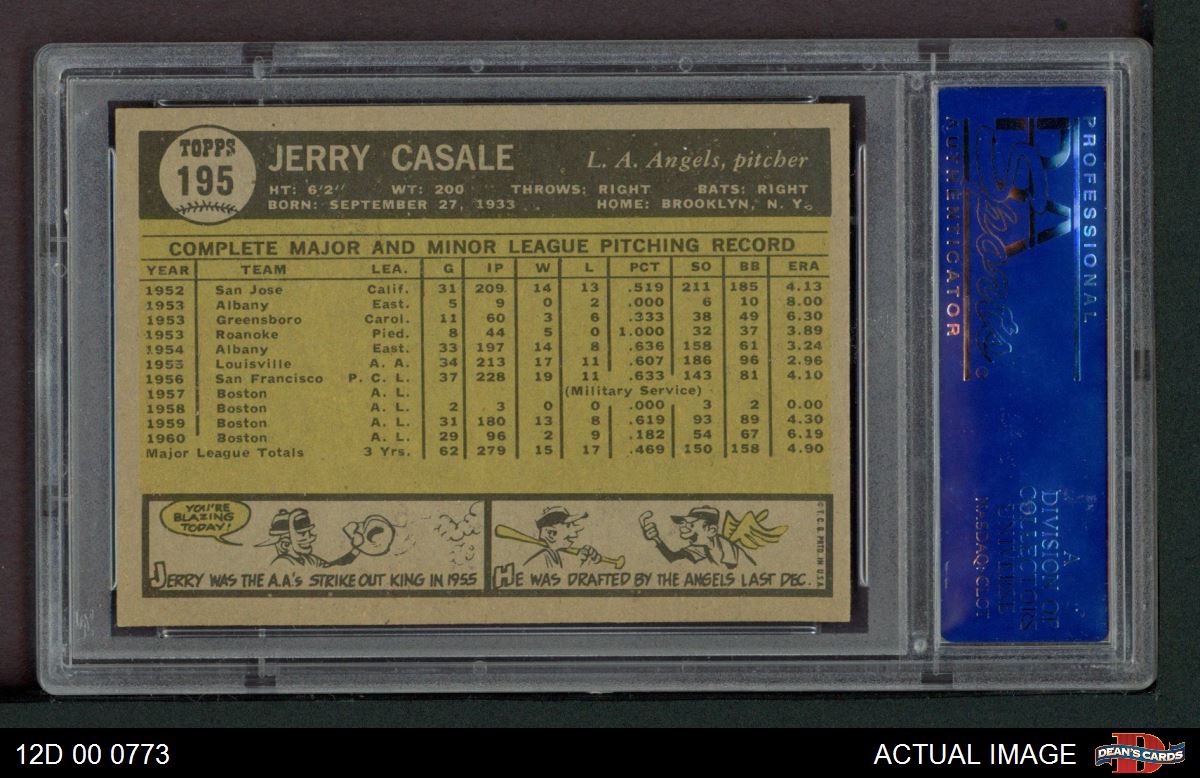 TOPPS
195
JERRY CASALE
L. A. Angels, pitcher
HT: 6'2" WT: 200 THROWS: RIGHT BATS: RIGHT
BORN: SEPTEMBER 27, 1933 HOME: BROOKLYN, N. Y.
COMPLETE MAJOR AND MINOR LEAGUE PITCHING RECORD
YEAR TEAM LEA. G IP W L PCT SO BB ERA
1952 San Jose Calif. 31 209 14 13 .519 211 185 4.13
1953 Albany East. 5 9 0 2 .000 6 10 8.00
1953 Greensboro Carol. 11 60 3 6 .333 38 49 6.30
1953 Roanoke Pied. 8 44 5 0 1.000 32 37 3.89
1954 Albany East. 33 197 14 8 .636 158 61 3.24
1955 Louisville A. A. 34 213 17 11 .607 186 96 2.96
1956 San Francisco P. C. L. 37 228 19 11 .633 143 81 4.10
1957 Boston A. L. (Military Service)
1958 Boston A. L. 2 3 0 0 .000 3 2 0.00
1959 Boston A. L. 31 180 13 8 .619 93 89 4.30
1960 Boston A. L. 29 96 2 9 .182 54 67 6.19
Major League Totals 3 Yrs. 62 279 15 17 .469 150 158 4.90
YOU'RE
BLAZING
TODAY!
JERRY WAS THE A.A'S STRIKE OUT KING IN 1955
HE WAS DRAFTED BY THE ANGELS LAST DEC.
© T. C. G. PRTD. IN U.S.A.
PROFESSIONAL
PSA
Sports
AUTHENTICATOR
A
DIVISION OF
COLLECTORS
UNIVERSE
NASDAQ: CLCT
12D 00 0773
ACTUAL IMAGE
DEAN'S CARDS